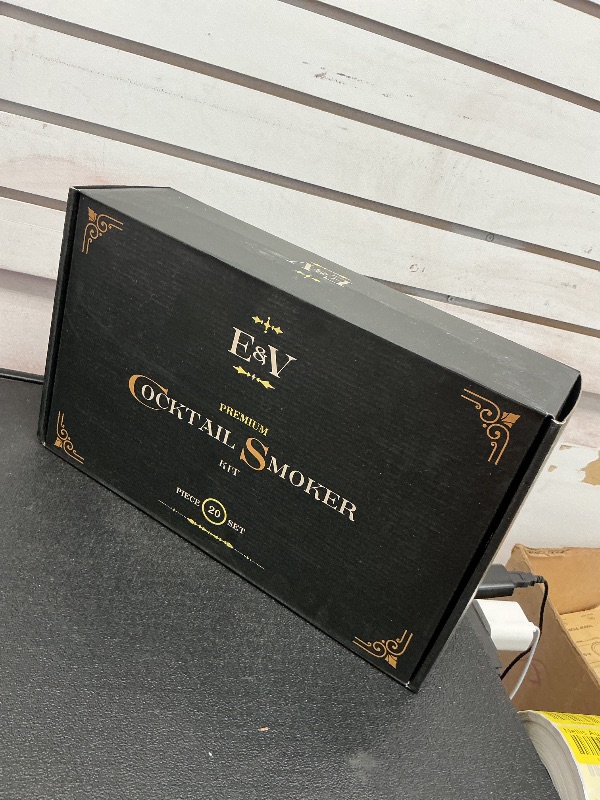 E&V
PREMIUM
COCKTAIL SMOKER
KIT
PIECE 20 SET